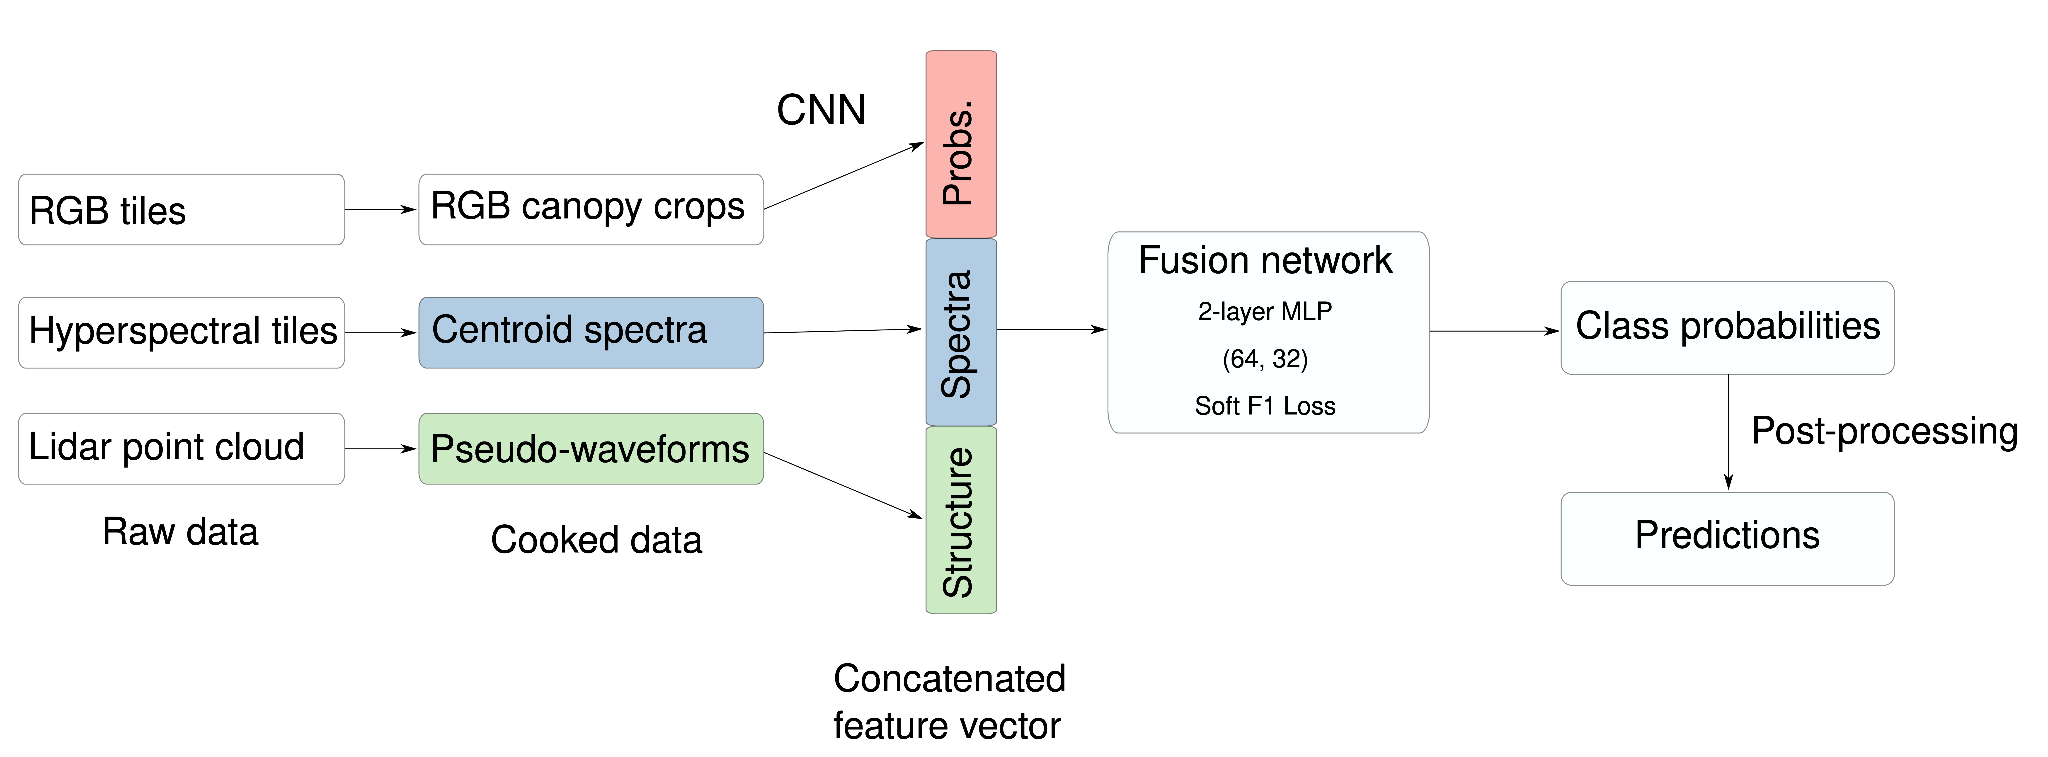 RGB tiles
RGB canopy crops
CNN
Hyperspectral tiles
Centroid spectra
Lidar point cloud
Pseudo-waveforms
Raw data
Cooked data
Probs.
Spectra
Structure
Concatenated
feature vector
Fusion network
2-layer MLP
(64, 32)
Soft F1 Loss
Class probabilities
Post-processing
Predictions